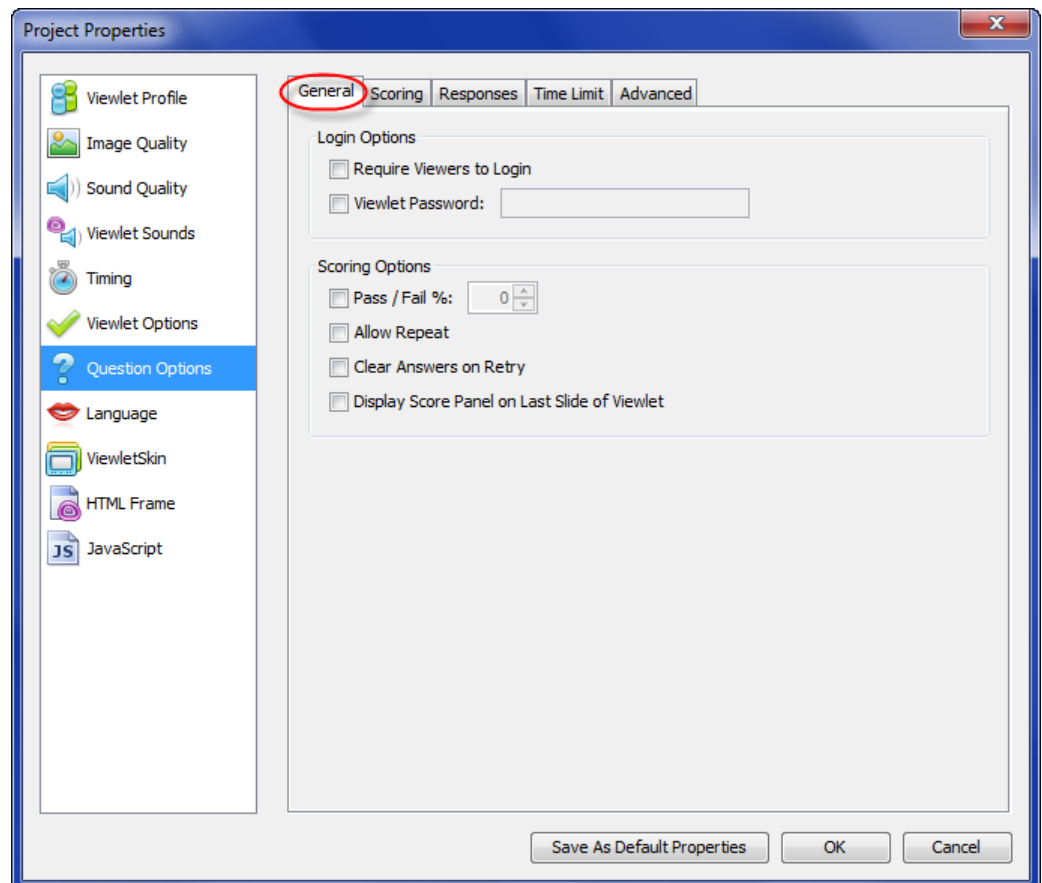 Project Properties
X
Viewlet Profile
Image Quality
Sound Quality
Viewlet Sounds
Timing
Viewlet Options
Question Options
Language
ViewletSkin
HTML Frame
JS JavaScript
General Scoring Responses Time Limit Advanced
Login Options
Require Viewers to Login
Viewlet Password:
Scoring Options
Pass / Fail %: 0
Allow Repeat
Clear Answers on Retry
Display Score Panel on Last Slide of Viewlet
Save As Default Properties OK Cancel